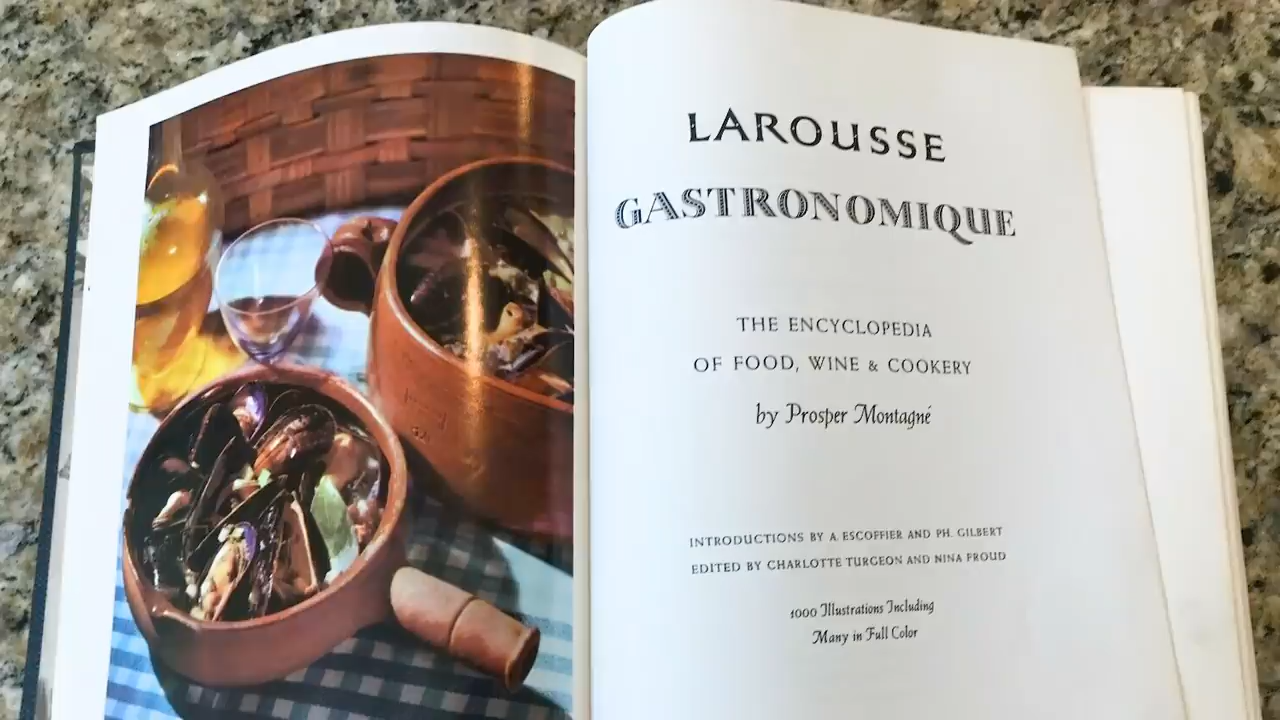 LAROUSSE
GASTRONOMIQUE
THE ENCYCLOPEDIA
OF FOOD, WINE & COOKERY
by Prosper Montagné
INTRODUCTIONS BY A. ESCOFFIER AND PH. GILBERT
EDITED BY CHARLOTTE TURGEON AND NINA FROUD
1000 Illustrations Including
Many in Full Color